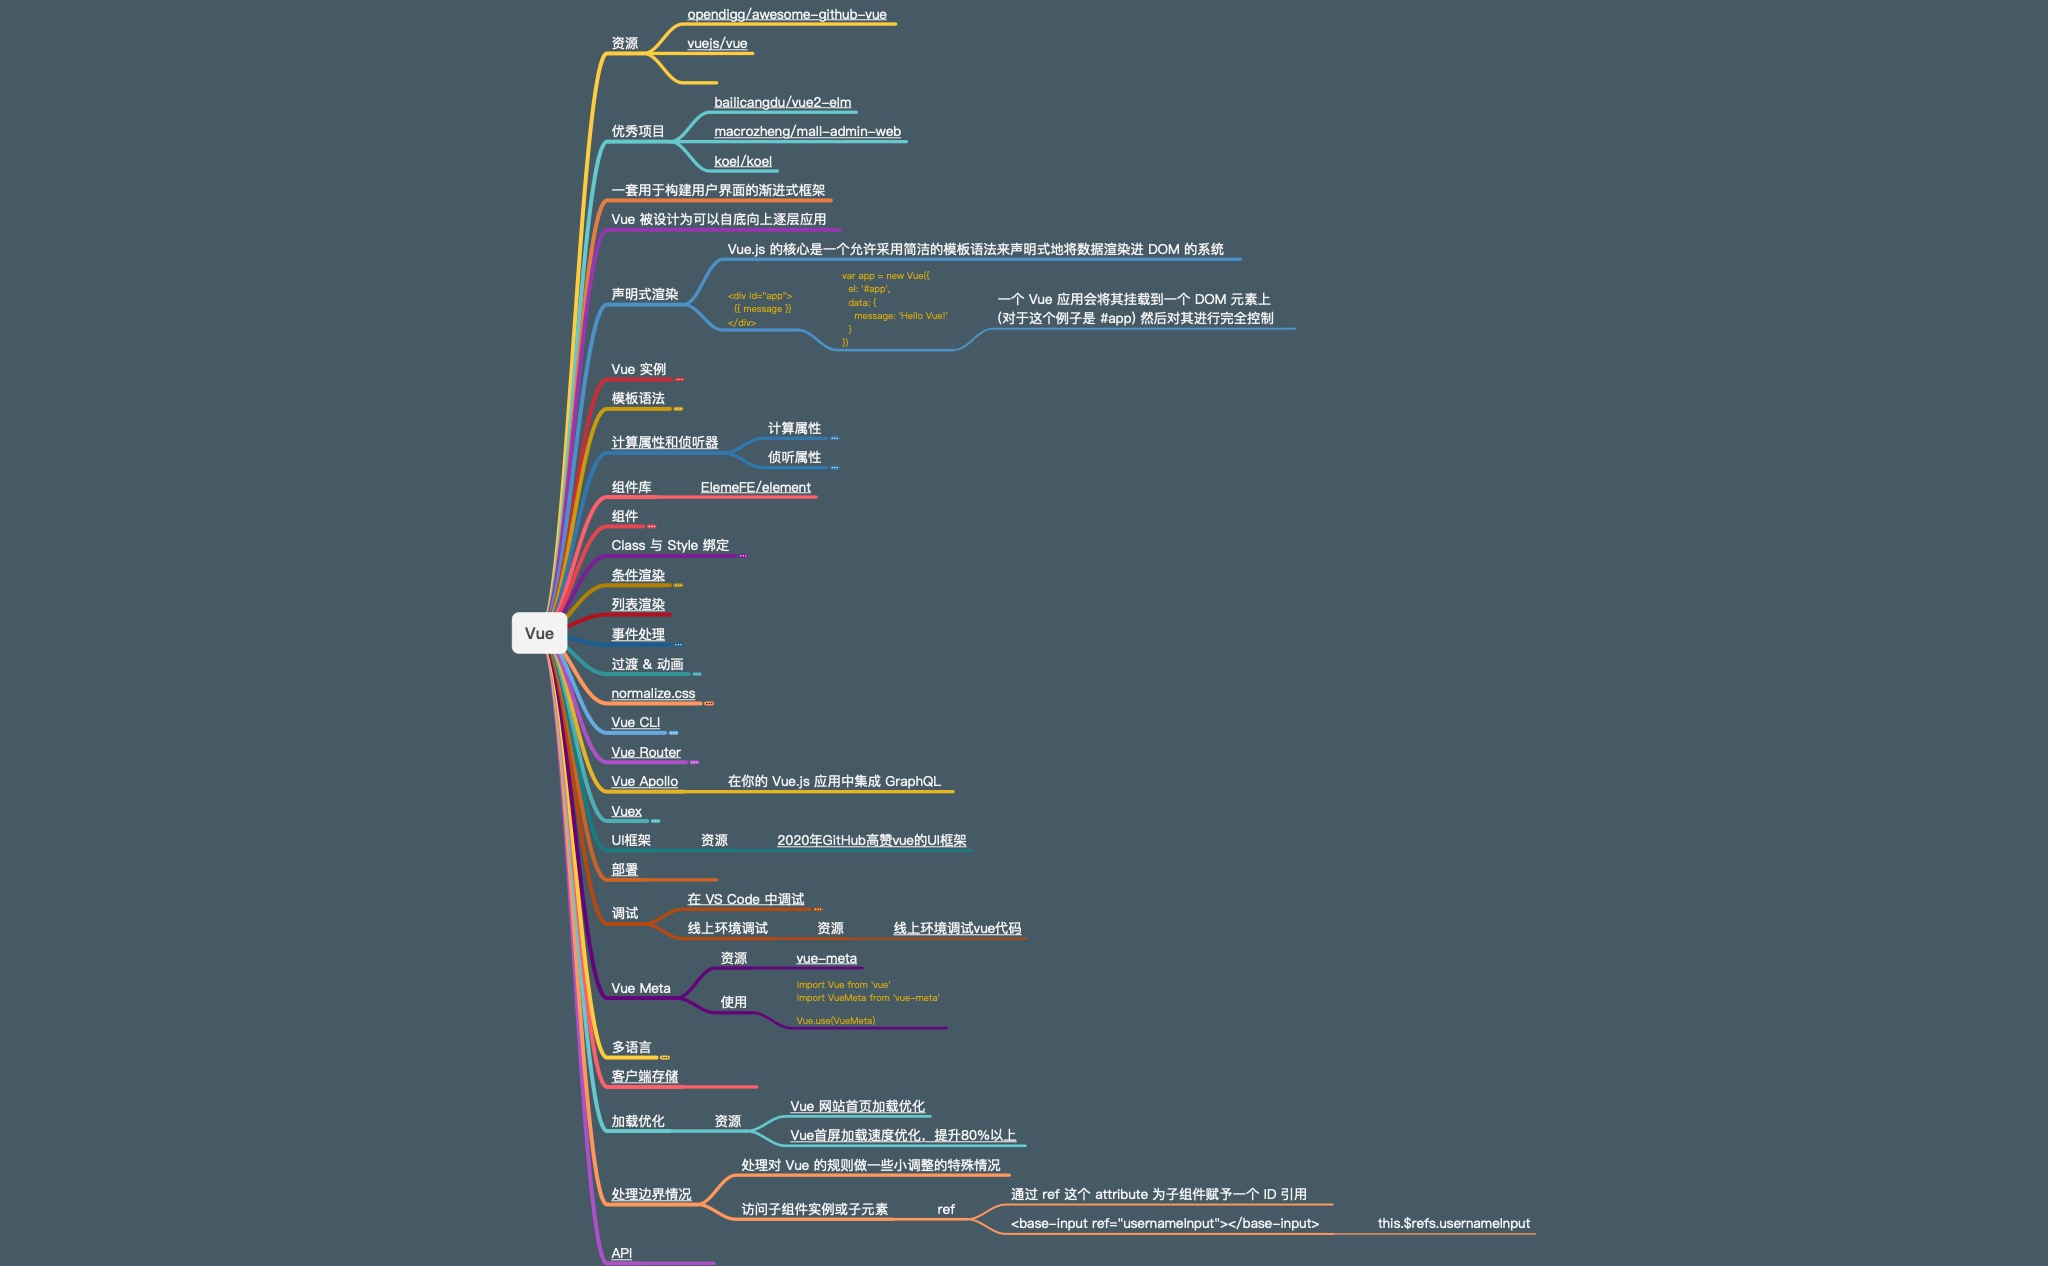 opendigg/awesome-github-vue
资源
vuejs/vue
bailicangdu/vue2-elm
优秀项目
macrozheng/mall-admin-web
koel/koel
一套用于构建用户界面的渐进式框架
Vue 被设计为可以自底向上逐层应用
Vue.js 的核心是一个允许采用简洁的模板语法来声明式地将数据渲染进 DOM 的系统
声明式渲染
<div id="app">
{{ message }}
</div>
var app = new Vue({
el: '#app',
data: {
message: 'Hello Vue!'
}
})
一个 Vue 应用会将其挂载到一个 DOM 元素上
(对于这个例子是 #app) 然后对其进行完全控制
Vue 实例
模板语法
计算属性和侦听器
计算属性
侦听属性
组件库
ElemeFE/element
组件
Class 与 Style 绑定
条件渲染
列表渲染
事件处理
Vue
过渡 & 动画
normalize.css
Vue CLI
Vue Router
Vue Apollo
在你的 Vue.js 应用中集成 GraphQL
Vuex
UI框架
资源
2020年GitHub高赞vue的UI框架
部署
调试
在 VS Code 中调试
线上环境调试
资源
线上环境调试vue代码
Vue Meta
资源
vue-meta
使用
import Vue from 'vue'
import VueMeta from 'vue-meta'
Vue.use(VueMeta)
多语言
客户端存储
加载优化
资源
Vue 网站首页加载优化
Vue首屏加载速度优化，提升80%以上
处理边界情况
处理对 Vue 的规则做一些小调整的特殊情况
访问子组件实例或子元素
ref
通过 ref 这个 attribute 为子组件赋予一个 ID 引用
<base-input ref="usernameInput"></base-input>
this.$refs.usernameInput
API